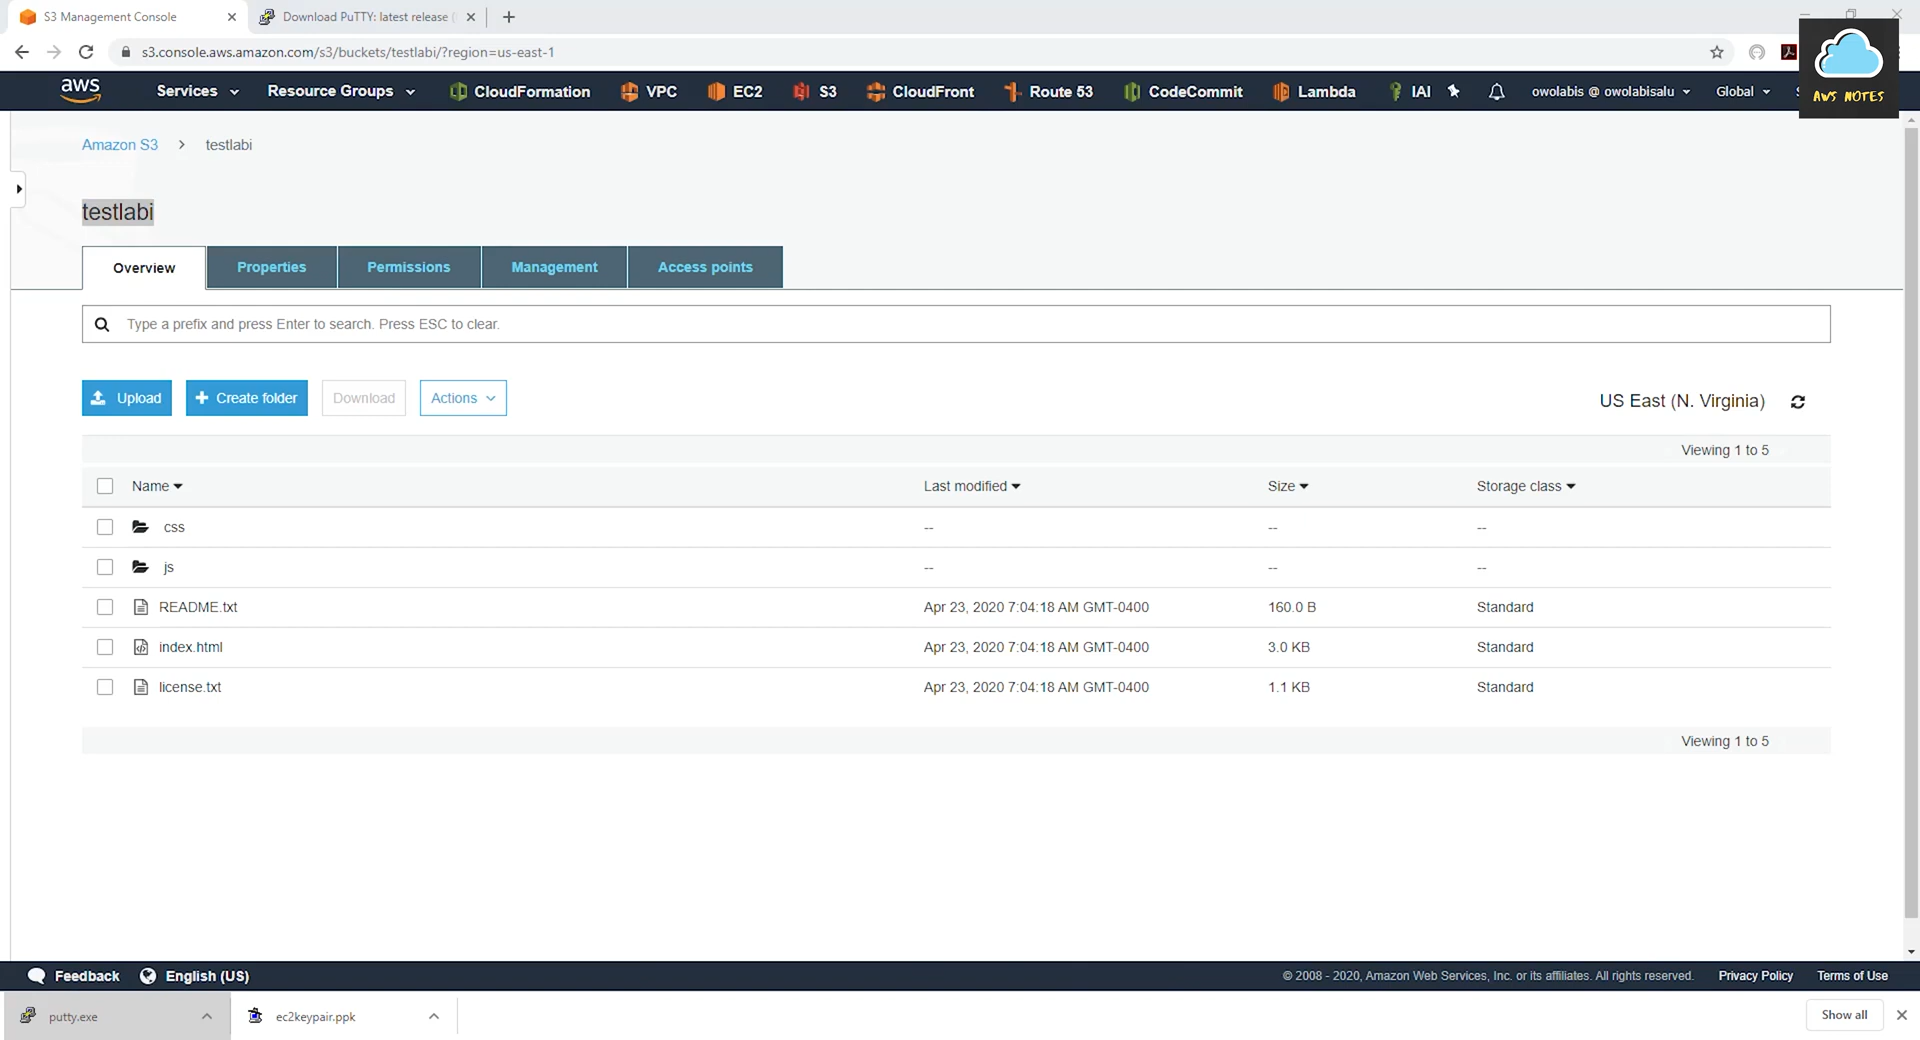 S3 Management Console
Download PuTTY: latest release (
s3.console.aws.amazon.com/s3/buckets/testlabi/?region=us-east-1
aws Services Resource Groups CloudFormation VPC EC2 S3 CloudFront Route 53 CodeCommit Lambda IAI owolabis @ owolabisalu Global
AWS NOTES
Amazon S3 > testlabi
testlabi
Overview Properties Permissions Management Access points
Type a prefix and press Enter to search. Press ESC to clear.
Upload + Create folder Download Actions US East (N. Virginia)
Viewing 1 to 5
Name Last modified Size Storage class
css -- -- --
js -- -- --
README.txt Apr 23, 2020 7:04:18 AM GMT-0400 160.0 B Standard
index.html Apr 23, 2020 7:04:18 AM GMT-0400 3.0 KB Standard
license.txt Apr 23, 2020 7:04:18 AM GMT-0400 1.1 KB Standard
Viewing 1 to 5
Feedback English (US) © 2008 - 2020, Amazon Web Services, Inc. or its affiliates. All rights reserved. Privacy Policy Terms of Use
putty.exe ec2keypair.ppk Show all